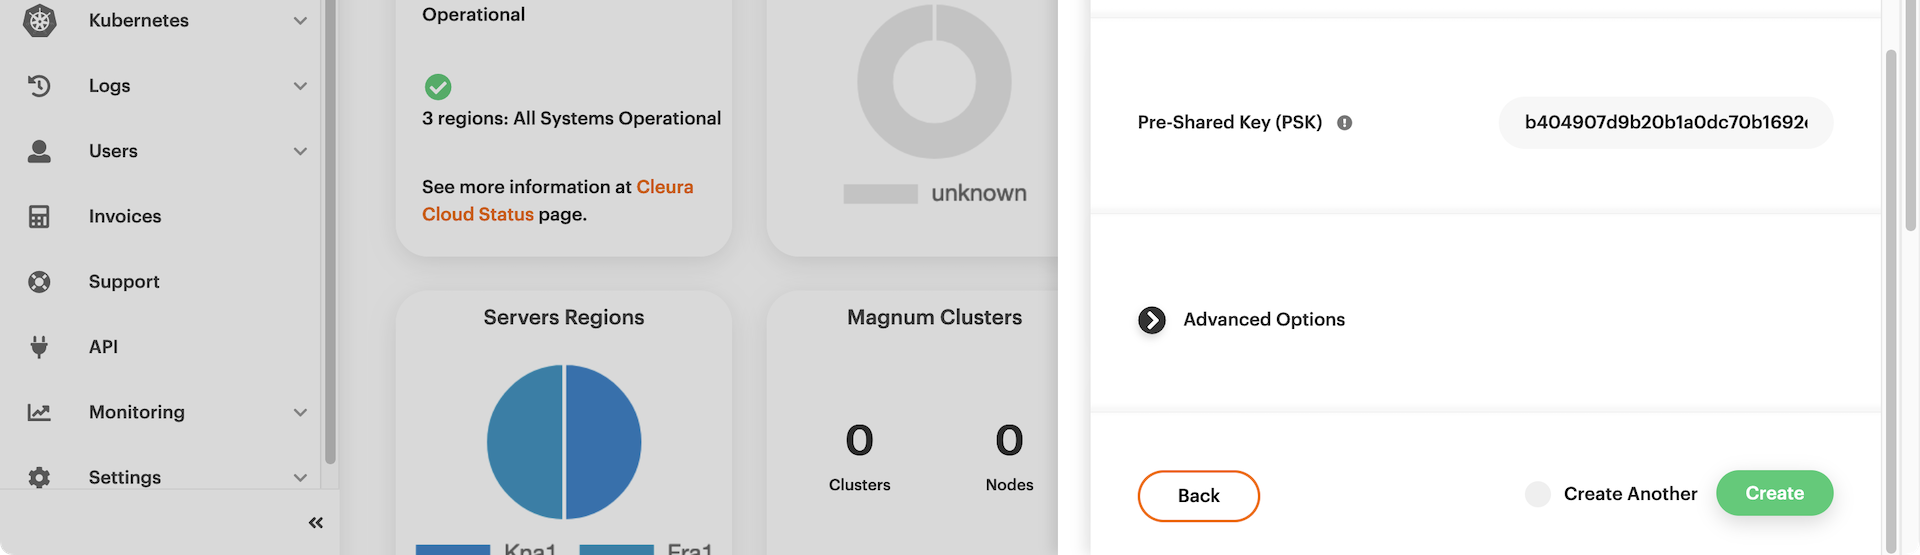 Kubernetes
Logs
Users
Invoices
Support
API
Monitoring
Settings
Operational
3 regions: All Systems Operational
See more information at Cleura
Cloud Status page.
unknown
Servers Regions
Kna1
Fra1
Magnum Clusters
0
Clusters
0
Nodes
Pre-Shared Key (PSK)
b404907d9b20b1a0dc70b1692
Advanced Options
Back
Create Another
Create